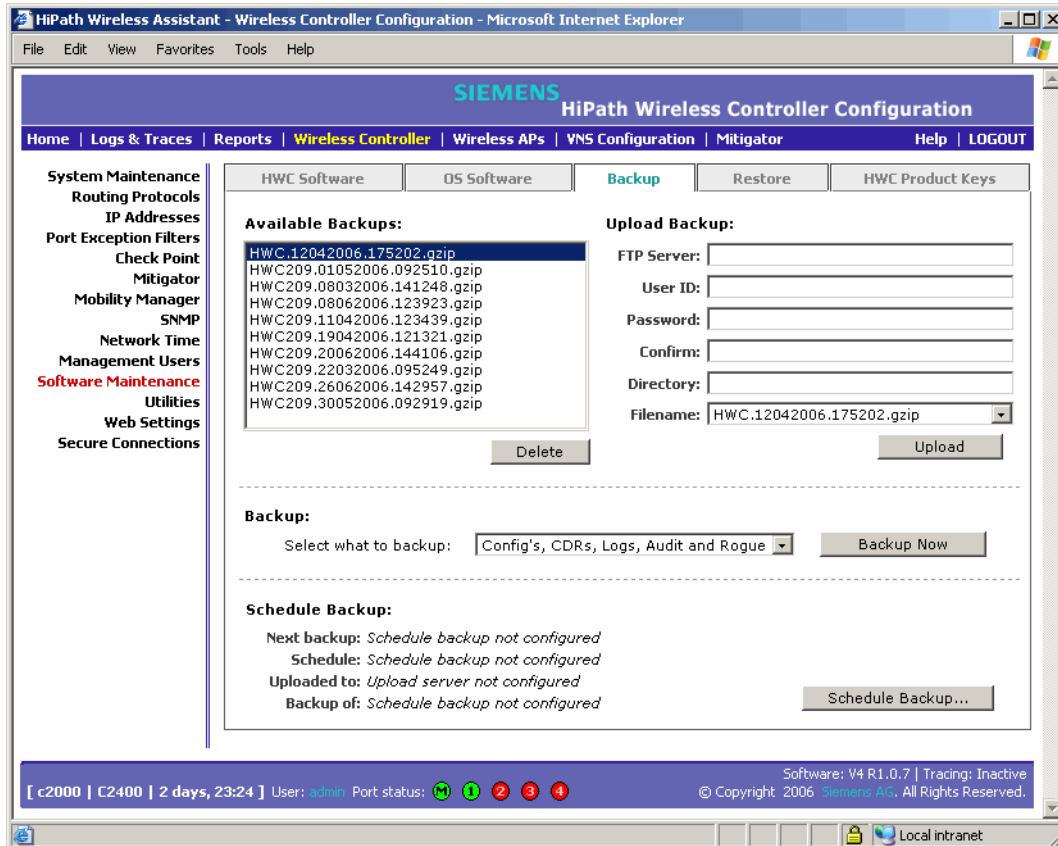 HiPath Wireless Assistant - Wireless Controller Configuration - Microsoft Internet Explorer
File Edit View Favorites Tools Help
SIEMENS
HiPath Wireless Controller Configuration
Home | Logs & Traces | Reports | Wireless Controller | Wireless APs | VNS Configuration | Mitigator Help | LOGOUT
System Maintenance
Routing Protocols
IP Addresses
Port Exception Filters
Check Point
Mitigator
Mobility Manager
SNMP
Network Time
Management Users
Software Maintenance
Utilities
Web Settings
Secure Connections
HWC Software OS Software Backup Restore HWC Product Keys
Available Backups:
HWC.12042006.175202.gzip
HWC209.01052006.092510.gzip
HWC209.08032006.141248.gzip
HWC209.08062006.123923.gzip
HWC209.11042006.123439.gzip
HWC209.19042006.121321.gzip
HWC209.20062006.144106.gzip
HWC209.22032006.095249.gzip
HWC209.26062006.142957.gzip
HWC209.30052006.092919.gzip
Delete
Upload Backup:
FTP Server:
User ID:
Password:
Confirm:
Directory:
Filename: HWC.12042006.175202.gzip
Upload
Backup:
Select what to backup: Config's, CDRs, Logs, Audit and Rogue Backup Now
Schedule Backup:
Next backup: Schedule backup not configured
Schedule: Schedule backup not configured
Uploaded to: Upload server not configured
Backup of: Schedule backup not configured
Schedule Backup...
[ c2000 | C2400 | 2 days, 23:24 ] User: admin Port status: M 1 2 3 4
Software: V4 R1.0.7 | Tracing: Inactive
© Copyright 2006 Siemens AG. All Rights Reserved.
Local intranet